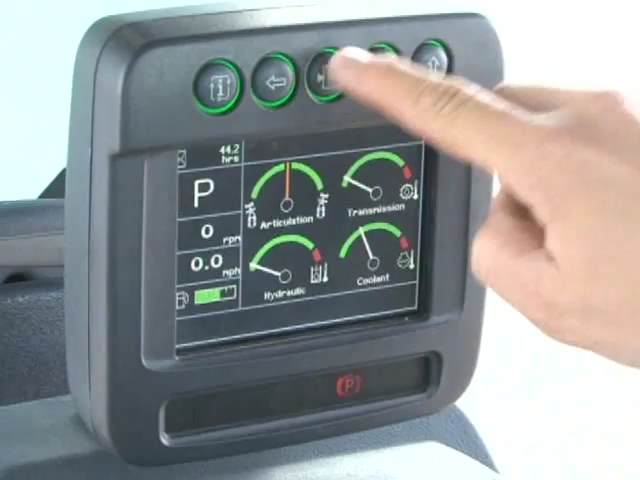 i
44.2
hrs
P
0
rpm
0.0
mph
Articulation
Transmission
Hydraulic
Coolant
P